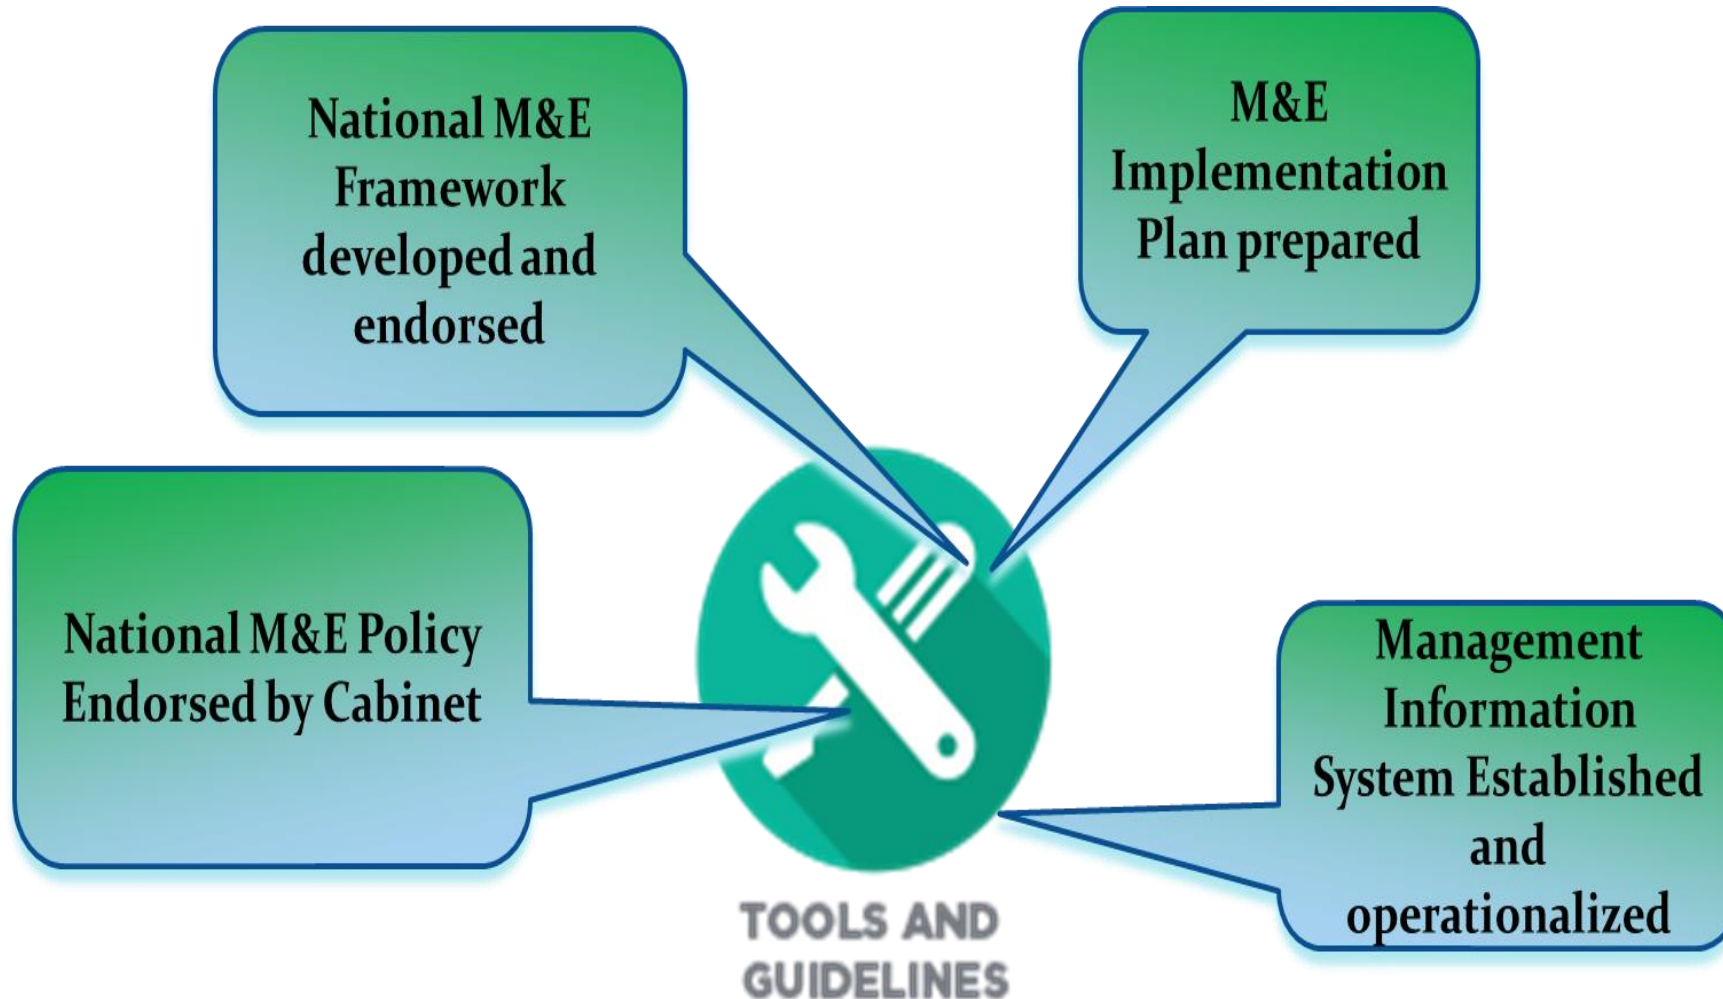 National M&E
Framework
developed and
endorsed
M&E
Implementation
Plan prepared
National M&E Policy
Endorsed by Cabinet
Management
Information
System Established
and
operationalized
TOOLS AND
GUIDELINES